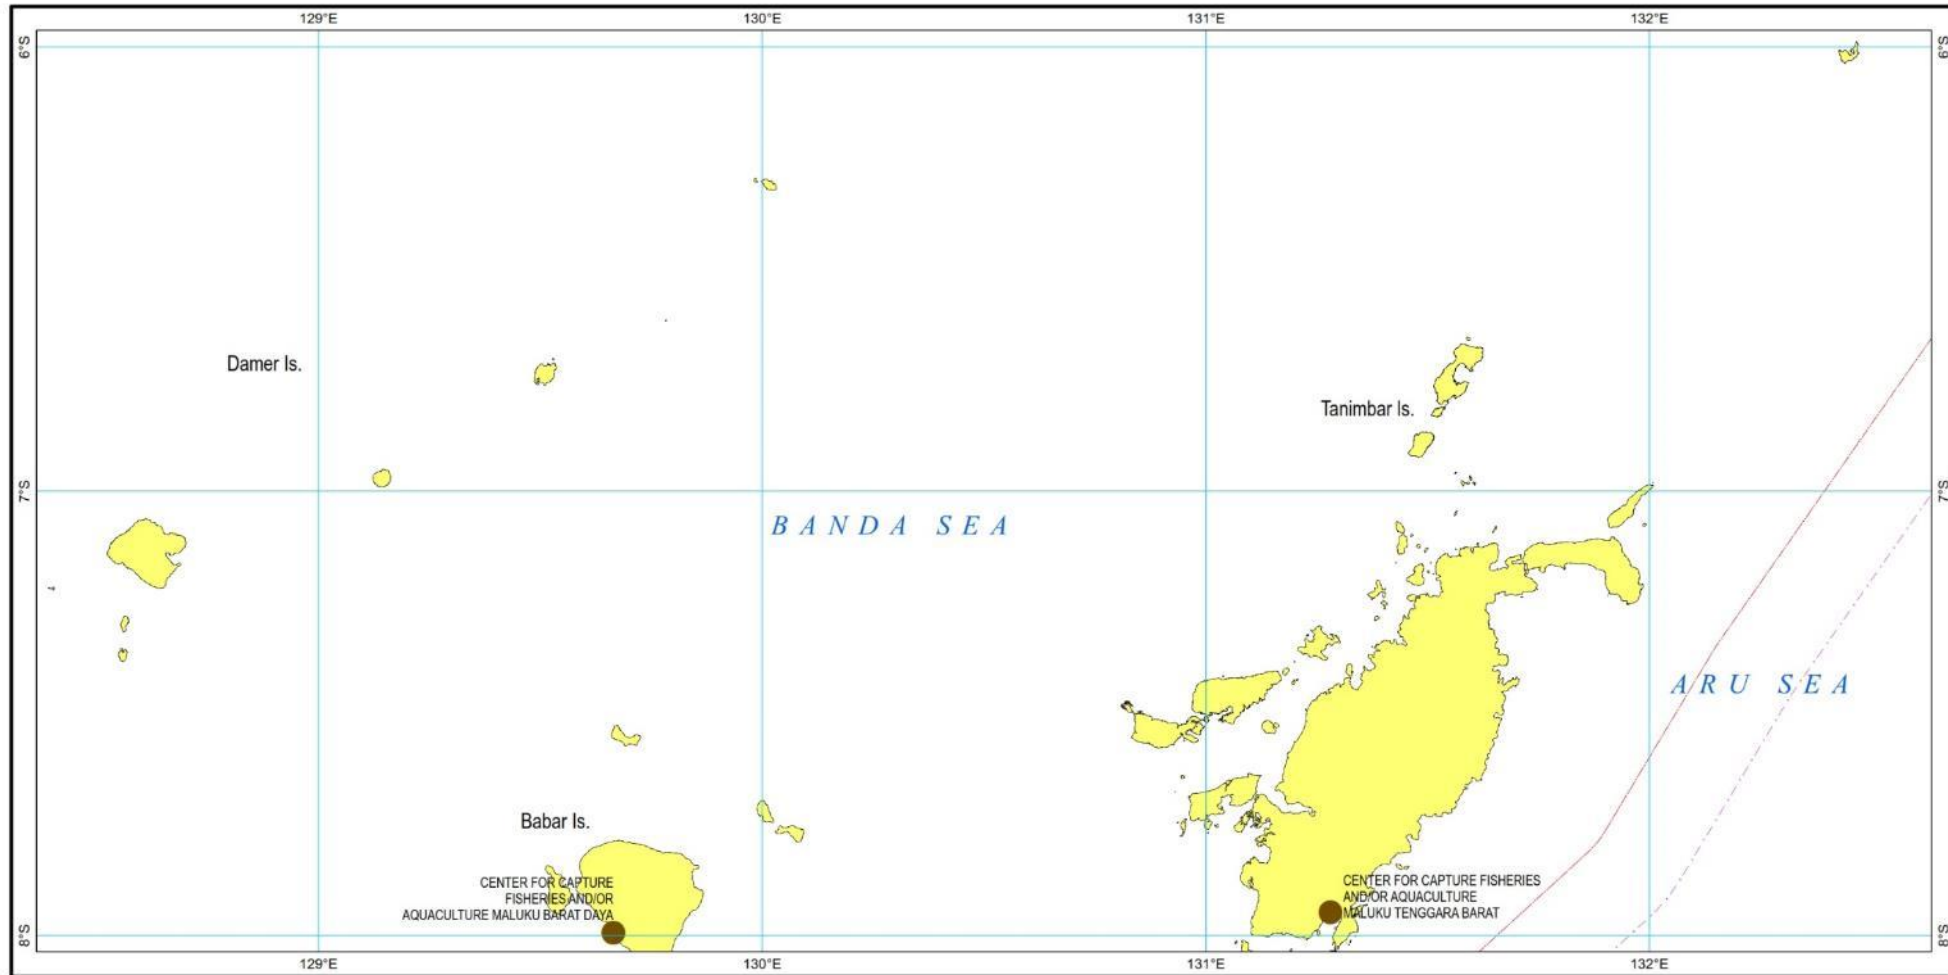 129°E
130°E
131°E
132°E
6°S
6°S
Damer Is.
Tanimbar Is.
7°S
7°S
BANDA SEA
ARU SEA
Babar Is.
CENTER FOR CAPTURE
FISHERIES AND/OR
AQUACULTURE MALUKU BARAT DAYA
CENTER FOR CAPTURE FISHERIES
AND/OR AQUACULTURE
MALUKU TENGGARA BARAT
8°S
8°S
129°E
130°E
131°E
132°E